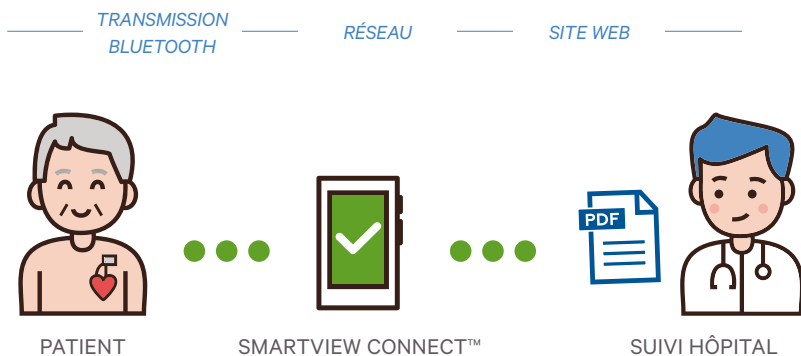 TRANSMISSION
BLUETOOTH
RÉSEAU
SITE WEB
PDF
PATIENT
SMARTVIEW CONNECT™
SUIVI HÔPITAL